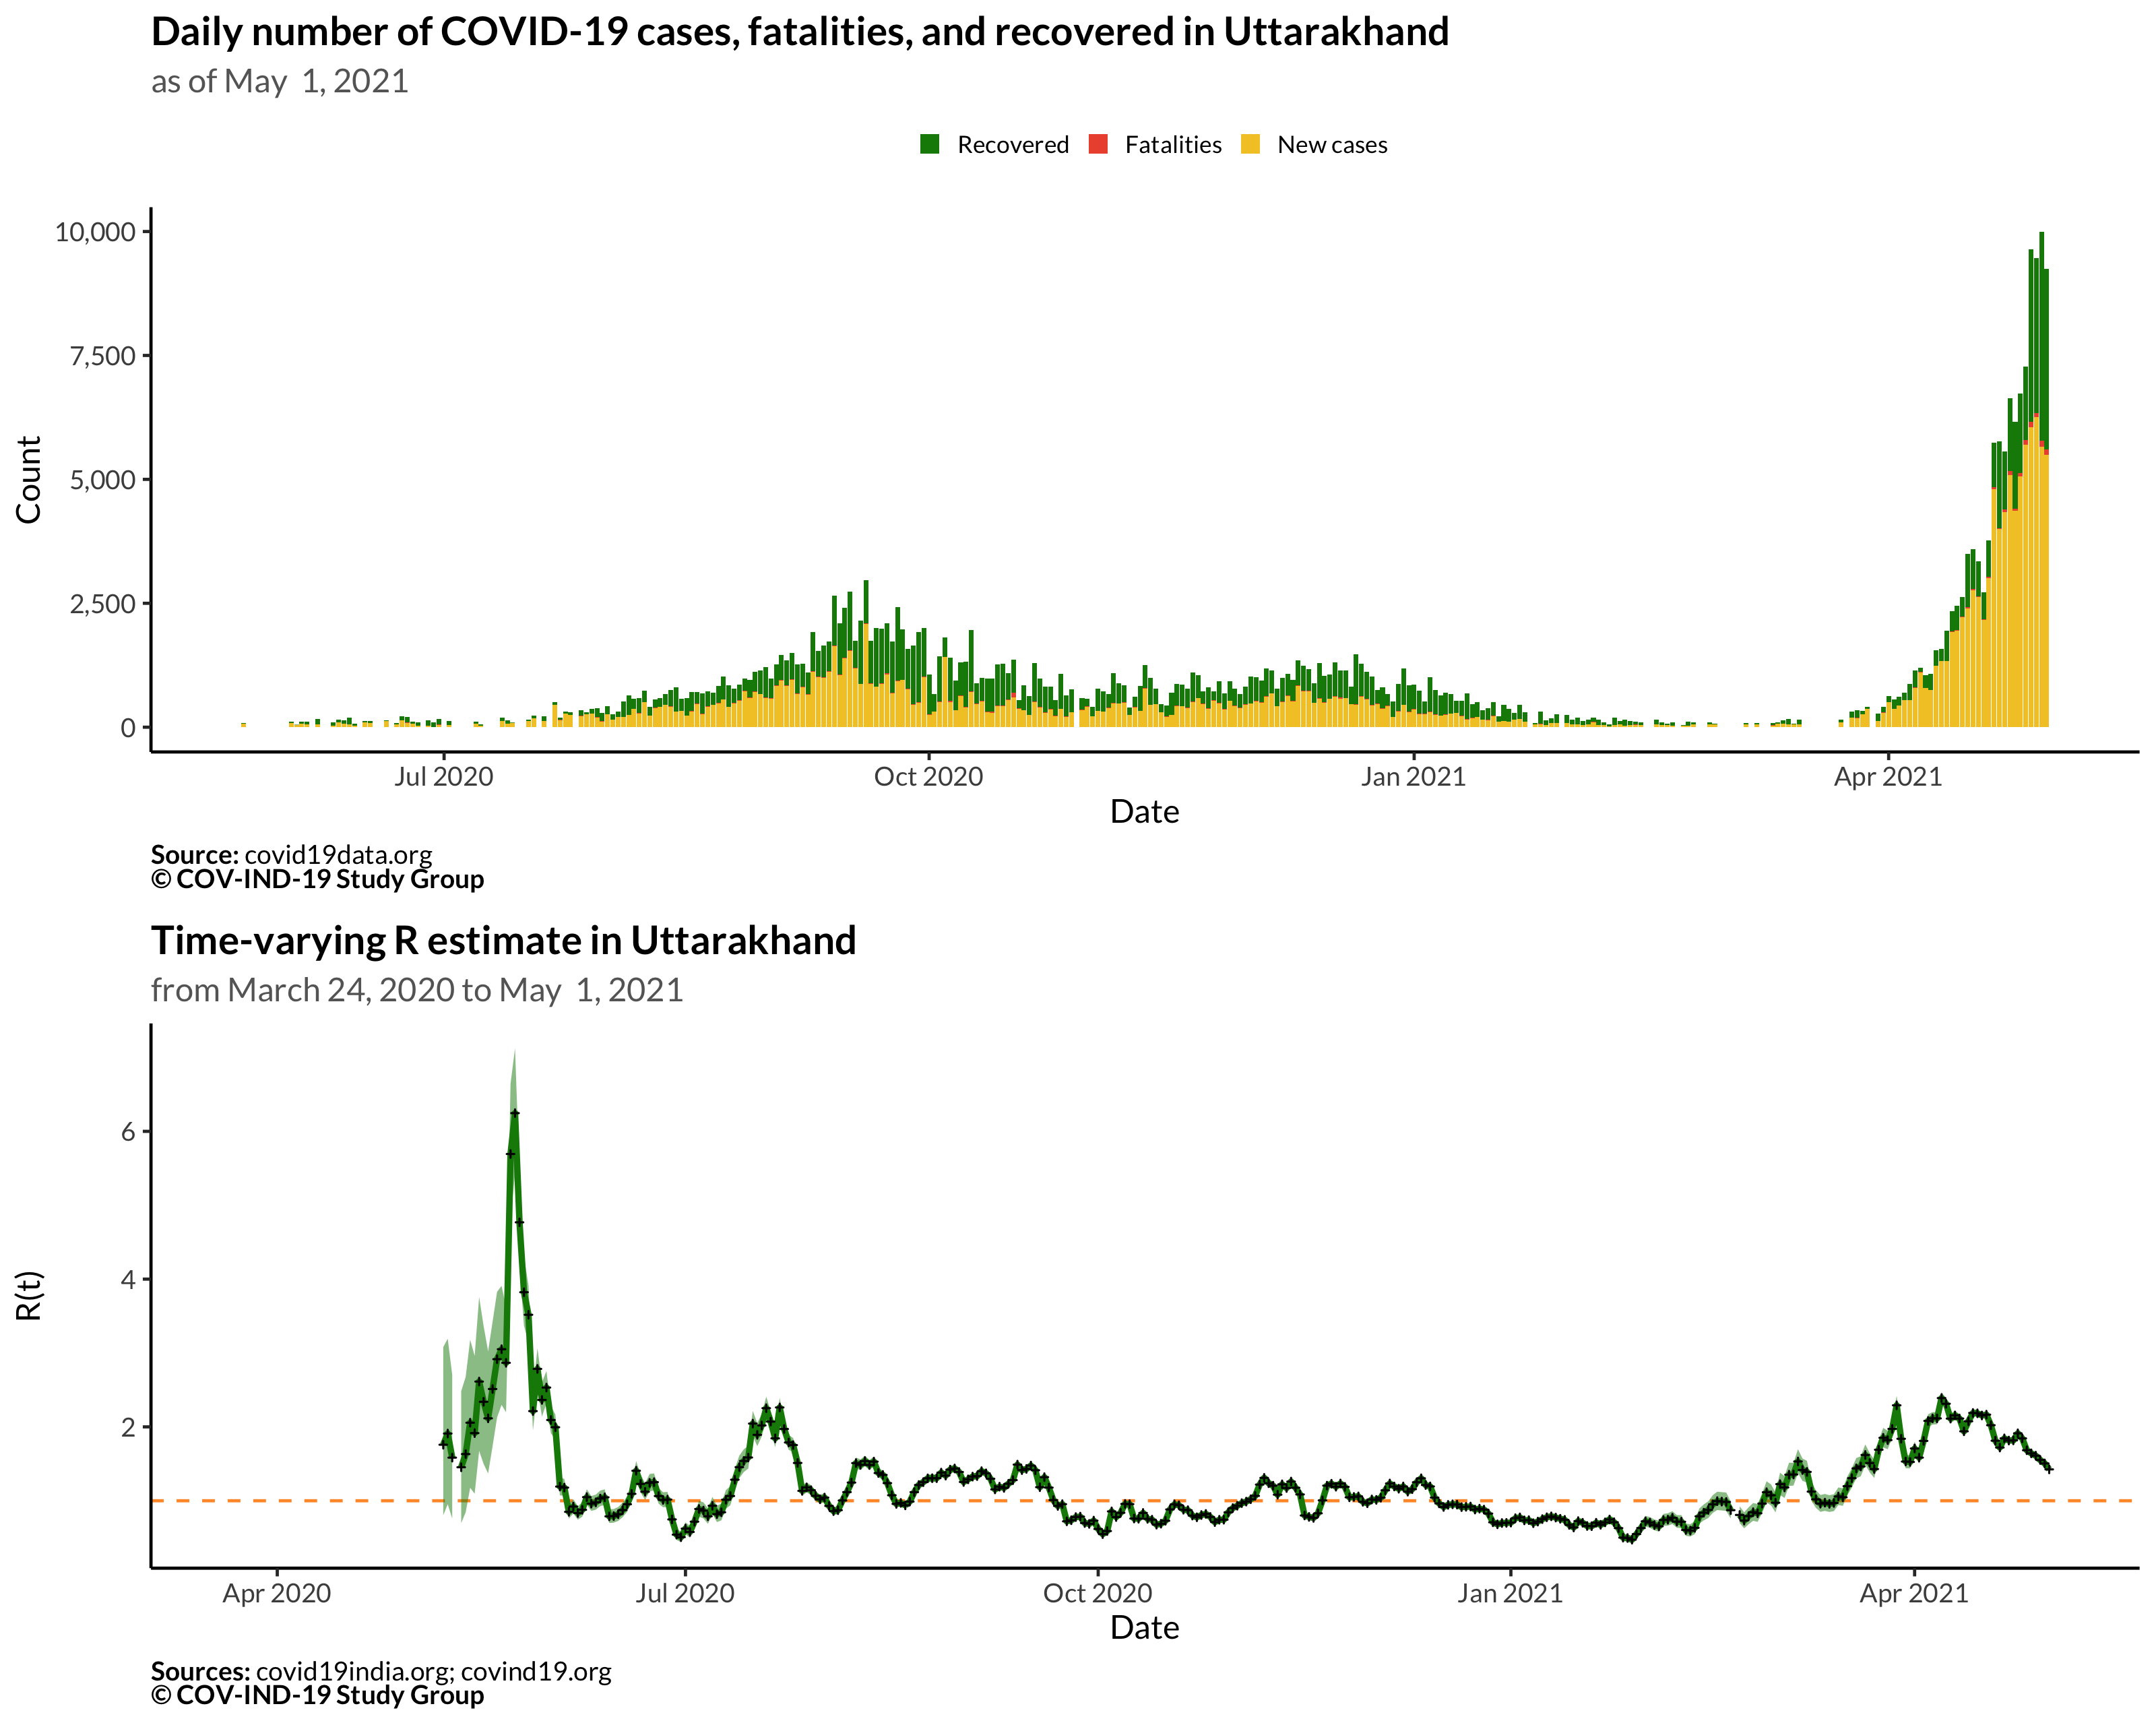 Daily number of COVID-19 cases, fatalities, and recovered in Uttarakhand
as of May  1, 2021
Recovered Fatalities New cases
Count
10,000
7,500
5,000
2,500
0
Jul 2020 Oct 2020 Jan 2021 Apr 2021
Date
Source: covid19data.org
© COV-IND-19 Study Group
Time-varying R estimate in Uttarakhand
from March 24, 2020 to May  1, 2021
R(t)
6
4
2
Apr 2020 Jul 2020 Oct 2020 Jan 2021 Apr 2021
Date
Sources: covid19india.org; covind19.org
© COV-IND-19 Study Group